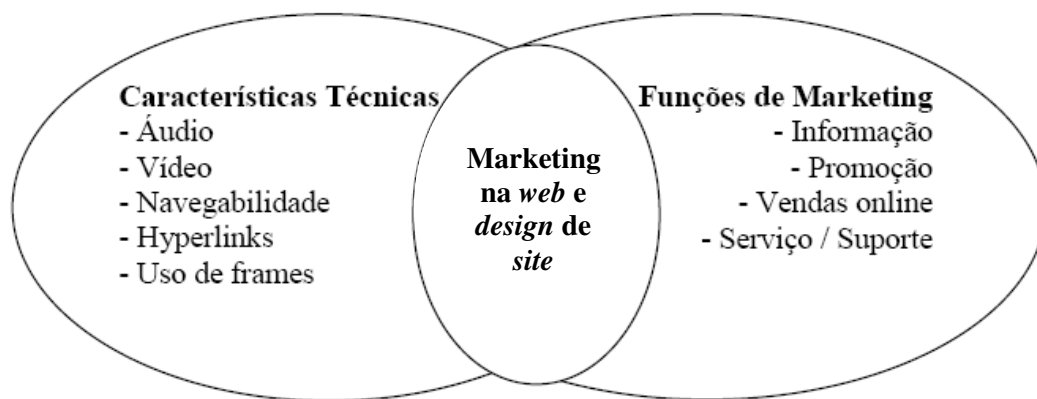 Características Técnicas
- Áudio
- Vídeo
- Navegabilidade
- Hyperlinks
- Uso de frames
Marketing
na web e
design de
site
Funções de Marketing
- Informação
- Promoção
- Vendas online
- Serviço / Suporte